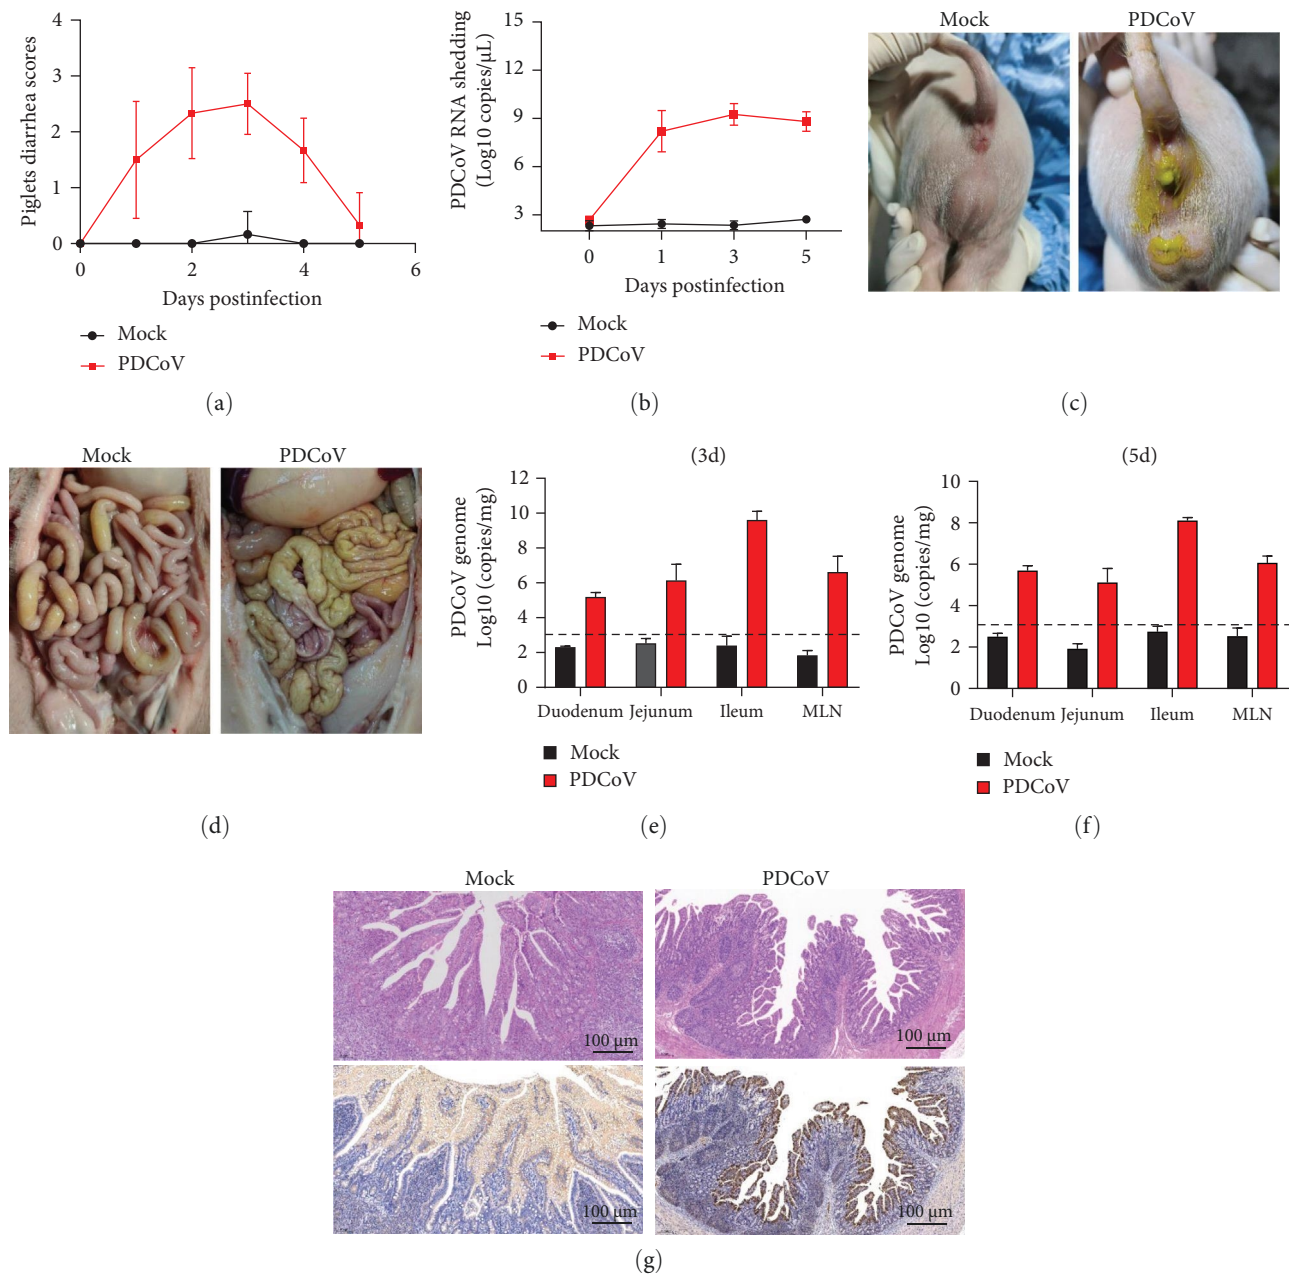 Piglets diarrhea scores
4
3
2
1
0
0 2 4 6
Days postinfection
Mock
PDCoV
(a)
PDCoV RNA shedding
(Log10 copies/μL)
15
12
9
6
3
0 1 3 5
Days postinfection
Mock
PDCoV
(b)
Mock PDCoV
(c)
Mock PDCoV
(d)
(3d)
PDCoV genome
Log10 (copies/mg)
12
10
8
6
4
2
0
Duodenum Jejunum Ileum MLN
Mock
PDCoV
(e)
(5d)
PDCoV genome
Log10 (copies/mg)
10
8
6
4
2
0
Duodenum Jejunum Ileum MLN
Mock
PDCoV
(f)
Mock PDCoV
100 μm 100 μm
100 μm 100 μm
(g)